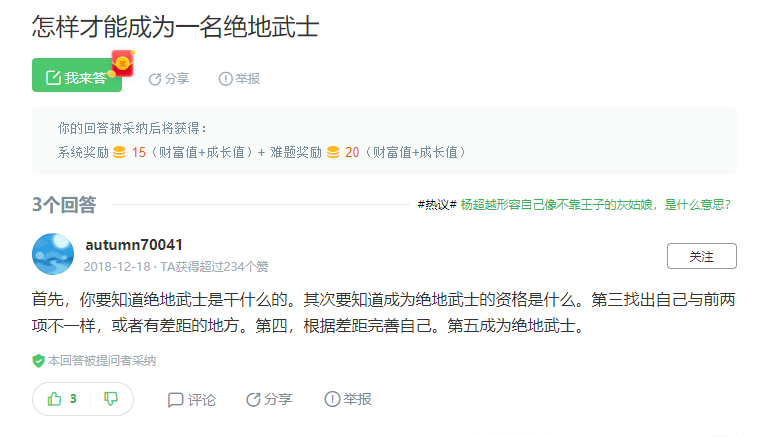 怎样才能成为一名绝地武士
我来答
分享
举报
你的回答被采纳后将获得：
系统奖励 15（财富值+成长值）+ 难题奖励 20（财富值+成长值）
3个回答
#热议# 杨超越形容自己像不靠王子的灰姑娘，是什么意思？
autumn70041
2018-12-18 · TA获得超过234个赞
关注
首先，你要知道绝地武士是干什么的。其次要知道成为绝地武士的资格是什么。第三找出自己与前两
项不一样，或者有差距的地方。第四，根据差距完善自己。第五成为绝地武士。
本回答被提问者采纳
3
评论
分享
举报